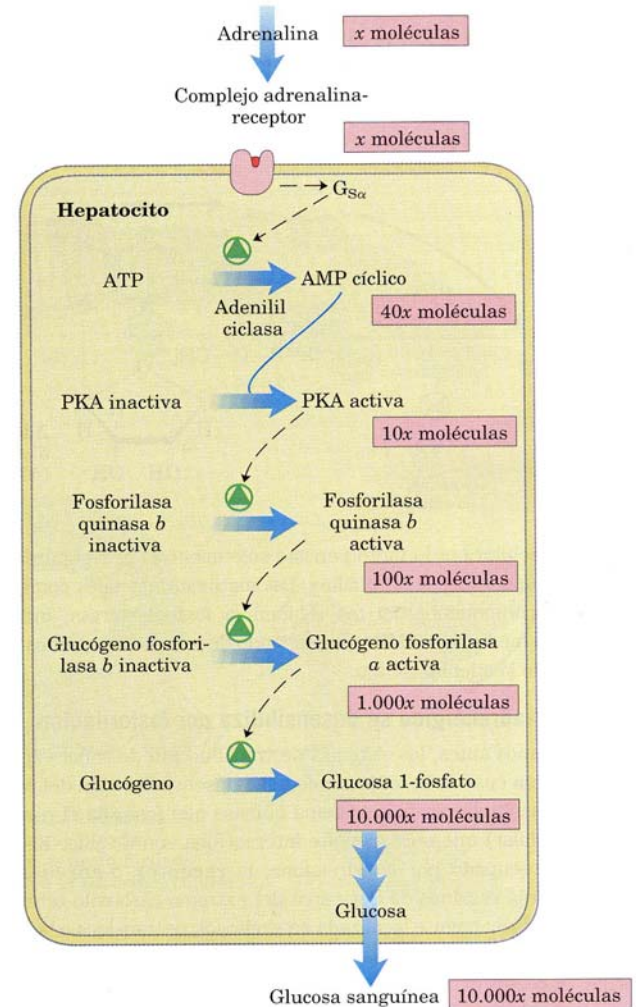 Adrenalina
x moléculas
Complejo adrenalina-
receptor
x moléculas
GSα
Hepatocito
ATP
AMP cíclico
Adenilil
ciclasa
40x moléculas
PKA inactiva
PKA activa
10x moléculas
Fosforilasa
quinasa b
inactiva
Fosforilasa
quinasa b
activa
100x moléculas
Glucógeno fosfori-
lasa b inactiva
Glucógeno fosforilasa
a activa
1.000x moléculas
Glucógeno
Glucosa 1-fosfato
10.000x moléculas
Glucosa
Glucosa sanguínea
10.000x moléculas